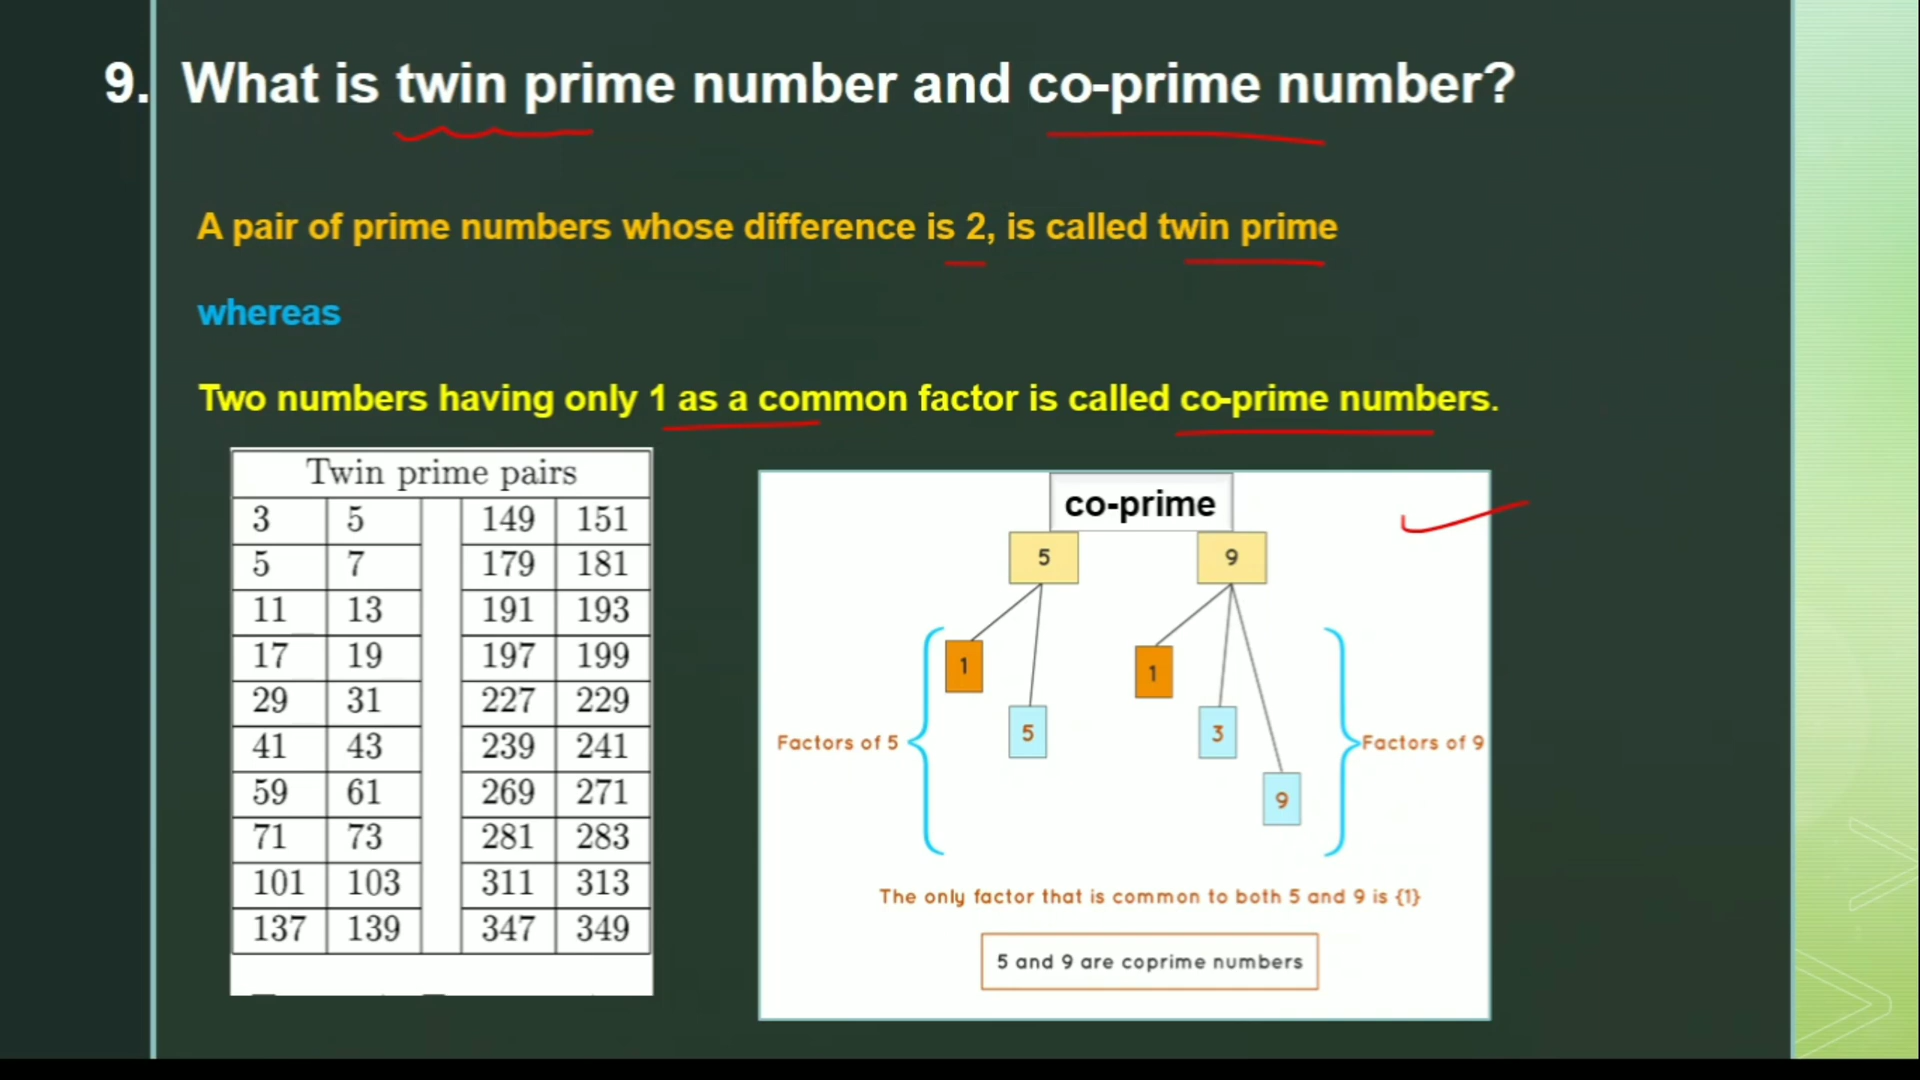 9. What is twin prime number and co-prime number?
A pair of prime numbers whose difference is 2, is called twin prime
whereas
Two numbers having only 1 as a common factor is called co-prime numbers.
Twin prime pairs
3 5 149 151
5 7 179 181
11 13 191 193
17 19 197 199
29 31 227 229
41 43 239 241
59 61 269 271
71 73 281 283
101 103 311 313
137 139 347 349
co-prime
5 9
1 1
5 3
Factors of 5 Factors of 9
9
The only factor that is common to both 5 and 9 is {1}
5 and 9 are coprime numbers